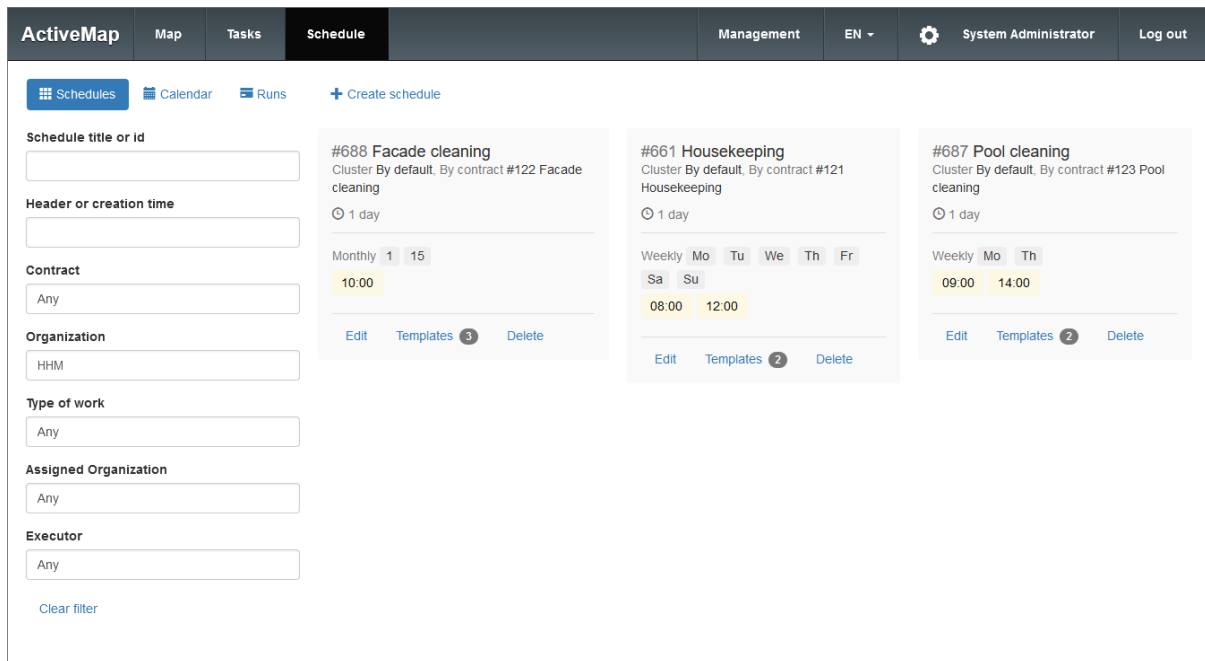 ActiveMap Map Tasks Schedule Management EN System Administrator Log out
Schedules Calendar Runs Create schedule
Schedule title or id
Header or creation time
Contract
Any
Organization
HHM
Type of work
Any
Assigned Organization
Any
Executor
Any
Clear filter
#688 Facade cleaning
Cluster By default, By contract #122 Facade
cleaning
1 day
Monthly 1 15
10:00
Edit Templates 3 Delete
#661 Housekeeping
Cluster By default, By contract #121
Housekeeping
1 day
Weekly Mo Tu We Th Fr
Sa Su
08:00 12:00
Edit Templates 2 Delete
#687 Pool cleaning
Cluster By default, By contract #123 Pool
cleaning
1 day
Weekly Mo Th
09:00 14:00
Edit Templates 2 Delete